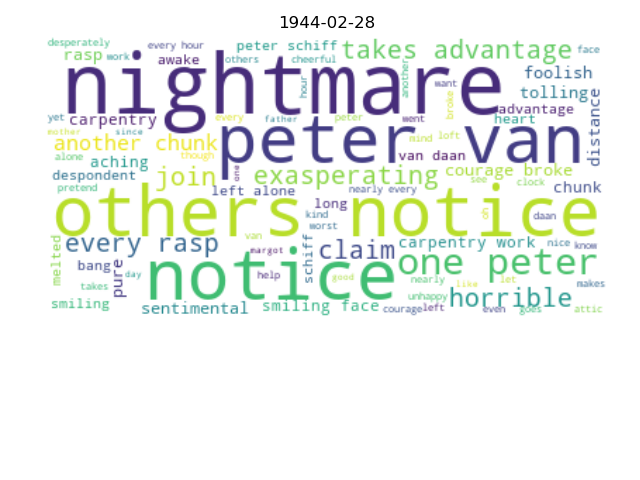 1944-02-28
desperately every hour peter schiff takes advantage face
rasp work others cheerful
awake foolish
nightmare hour another want tollinge
yet carpentry every father peter went broke advantage heart distance
mother since peter van mind loft
another chunk
alone though van daan courage broke
aching one exasperating see
despondent join nearly every clock chunk
pretend left alone
others notice long kind 6 daan
worst
every rasp van claim carpentry work nice know
melted bang margot schiff one peter
pure notice help
day good nearly like let makes
takes unhappy horrible
smiling sentimental smiling face courage left even goes attic